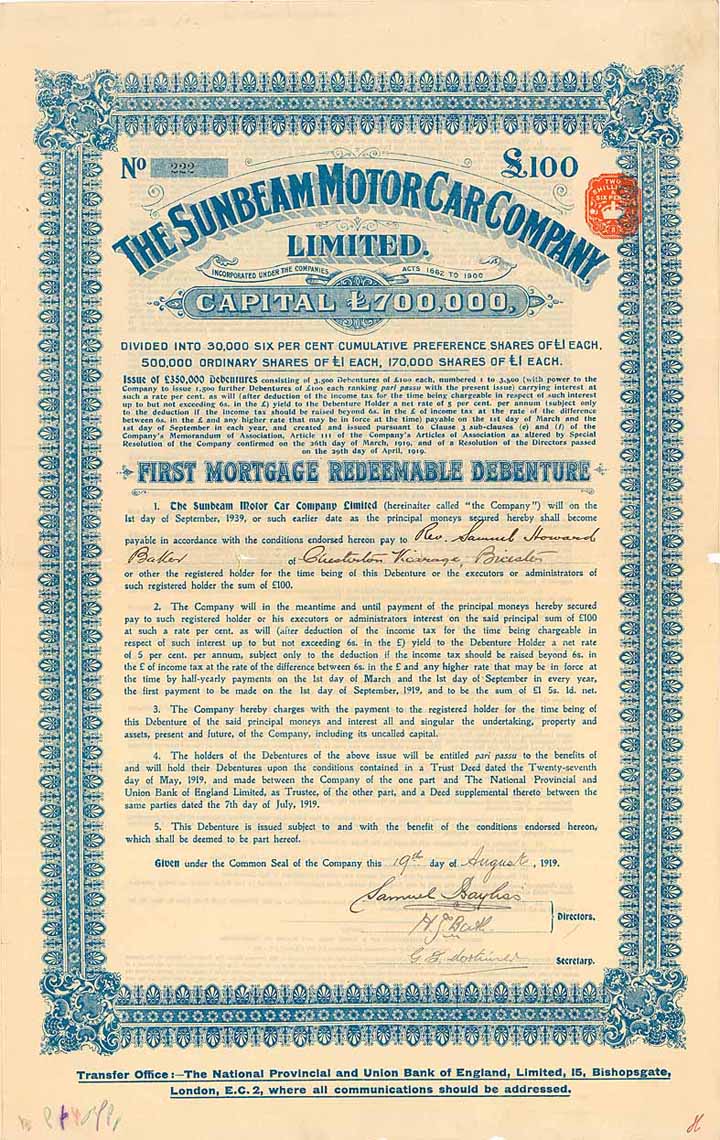 No 222 £100
THE SUNBEAM MOTOR CAR COMPANY,
LIMITED.
INCORPORATED UNDER THE COMPANIES ACTS 1862 TO 1900
CAPITAL £700,000,
TWO
SHILLINGS
&
SIX PENCE
DIVIDED INTO 30,000 SIX PER CENT CUMULATIVE PREFERENCE SHARES OF £1 EACH,
500,000 ORDINARY SHARES OF £1 EACH, 170,000 SHARES OF £1 EACH.
Issue of £350,000 Debentures consisting of 3,500 Debentures of £100 each, numbered 1 to 3,500 (with power to the
Company to issue 1,500 further Debentures of £100 each ranking pari passu with the present issue) carrying interest at
such a rate per cent. as will (after deduction of the income tax for the time being chargeable in respect of such interest
up to but not exceeding 6s. in the £) yield to the Debenture Holder a net rate of 5 per cent. per annum (subject only
to the deduction if the income tax should be raised beyond 6s. in the £ of income tax at the rate of the difference
between 6s. in the £ and any higher rate that may be in force at the time) payable on the 1st day of March and the
1st day of September in each year, and created and issued pursuant to Clause 3 sub-clauses (e) and (f) of the
Company's Memorandum of Association, Article 111 of the Company's Articles of Association as altered by Special
Resolution of the Company confirmed on the 26th day of March, 1919, and of a Resolution of the Directors passed
on the 29th day of April, 1919.
FIRST MORTGAGE REDEEMABLE DEBENTURE
1. The Sunbeam Motor Car Company Limited (hereinafter called "the Company") will on the
1st day of September, 1939, or such earlier date as the principal moneys secured hereby shall become
payable in accordance with the conditions endorsed hereon pay to Rev. Samuel Howard
Baker of Chesterton Vicarage, Bicester
or other the registered holder for the time being of this Debenture or the executors or administrators of
such registered holder the sum of £100.
2. The Company will in the meantime and until payment of the principal moneys hereby secured
pay to such registered holder or his executors or administrators interest on the said principal sum of £100
at such a rate per cent. as will (after deduction of the income tax for the time being chargeable in
respect of such interest up to but not exceeding 6s. in the £) yield to the Debenture Holder a net rate
of 5 per cent. per annum, subject only to the deduction if the income tax should be raised beyond 6s. in
the £ of income tax at the rate of the difference between 6s. in the £ and any higher rate that may be in force at
the time by half-yearly payments on the 1st day of March and the 1st day of September in every year,
the first payment to be made on the 1st day of September, 1919, and to be the sum of £1 5s. 1d. net.
3. The Company hereby charges with the payment to the registered holder for the time being of
this Debenture of the said principal moneys and interest all and singular the undertaking, property and
assets, present and future, of the Company, including its uncalled capital.
4. The holders of the Debentures of the above issue will be entitled pari passu to the benefits of
and will hold their Debentures upon the conditions contained in a Trust Deed dated the Twenty-seventh
day of May, 1919, and made between the Company of the one part and The National Provincial and
Union Bank of England Limited, as Trustee, of the other part, and a Deed supplemental thereto between the
same parties dated the 7th day of July, 1919.
5. This Debenture is issued subject to and with the benefit of the conditions endorsed hereon,
which shall be deemed to be part hereof.
Given under the Common Seal of the Company this 19th day of August, 1919.
Samuel Bayliss
H. Jas Bath Directors.
Secretary.
Transfer Office :—The National Provincial and Union Bank of England, Limited, 15, Bishopsgate,
London, E.C. 2, where all communications should be addressed.